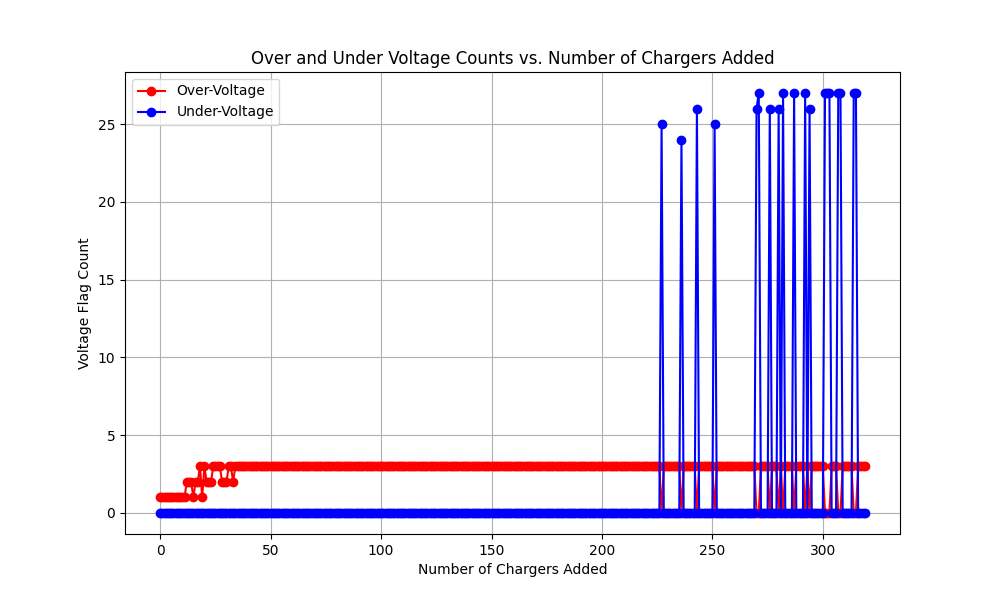 Over and Under Voltage Counts vs. Number of Chargers Added
Over-Voltage
Under-Voltage
Voltage Flag Count
25
20
15
10
5
0
0 50 100 150 200 250 300
Number of Chargers Added